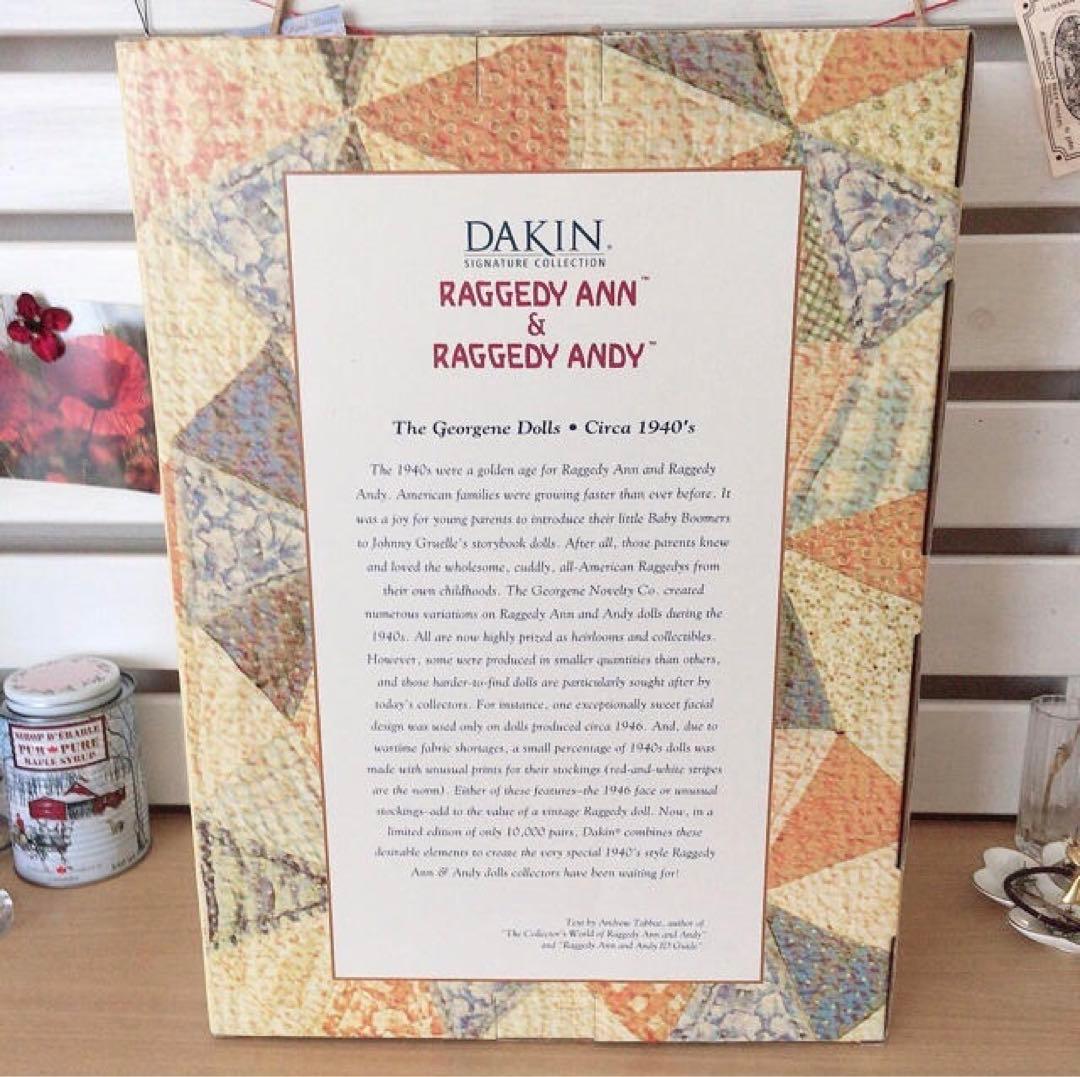 DAKIN®
SIGNATURE COLLECTION
RAGGEDY ANN™
&
RAGGEDY ANDY™
The Georgene Dolls • Circa 1940's
The 1940s were a golden age for Raggedy Ann and Raggedy
Andy. American families were growing faster than ever before. It
was a joy for young parents to introduce their little Baby Boomers
to Johnny Gruelle's storybook dolls. After all, those parents knew
and loved the wholesome, cuddly, all-American Raggedys from
their own childhoods. The Georgene Novelty Co. created
numerous variations on Raggedy Ann and Andy dolls during the
1940s. All are now highly prized as heirlooms and collectibles.
However, some were produced in smaller quantities than others,
and those harder-to-find dolls are particularly sought after by
today's collectors. For instance, one exceptionally sweet facial
design was used only on dolls produced circa 1946. And, due to
wartime fabric shortages, a small percentage of 1940s dolls was
made with unusual prints for their stockings (red-and-white stripes
are the norm). Either of these features-the 1946 face or unusual
stockings-add to the value of a vintage Raggedy doll. Now, in a
limited edition of only 10,000 pairs, Dakin® combines these
desirable elements to create the very special 1940's style Raggedy
Ann & Andy dolls collectors have been waiting for!
Text by Andrew Tabbat, author of
"The Collector's World of Raggedy Ann and Andy"
and "Raggedy Ann and Andy ID Guide"
SIROP D'ERABLE
PUR PURE
MAPLE SYRUP